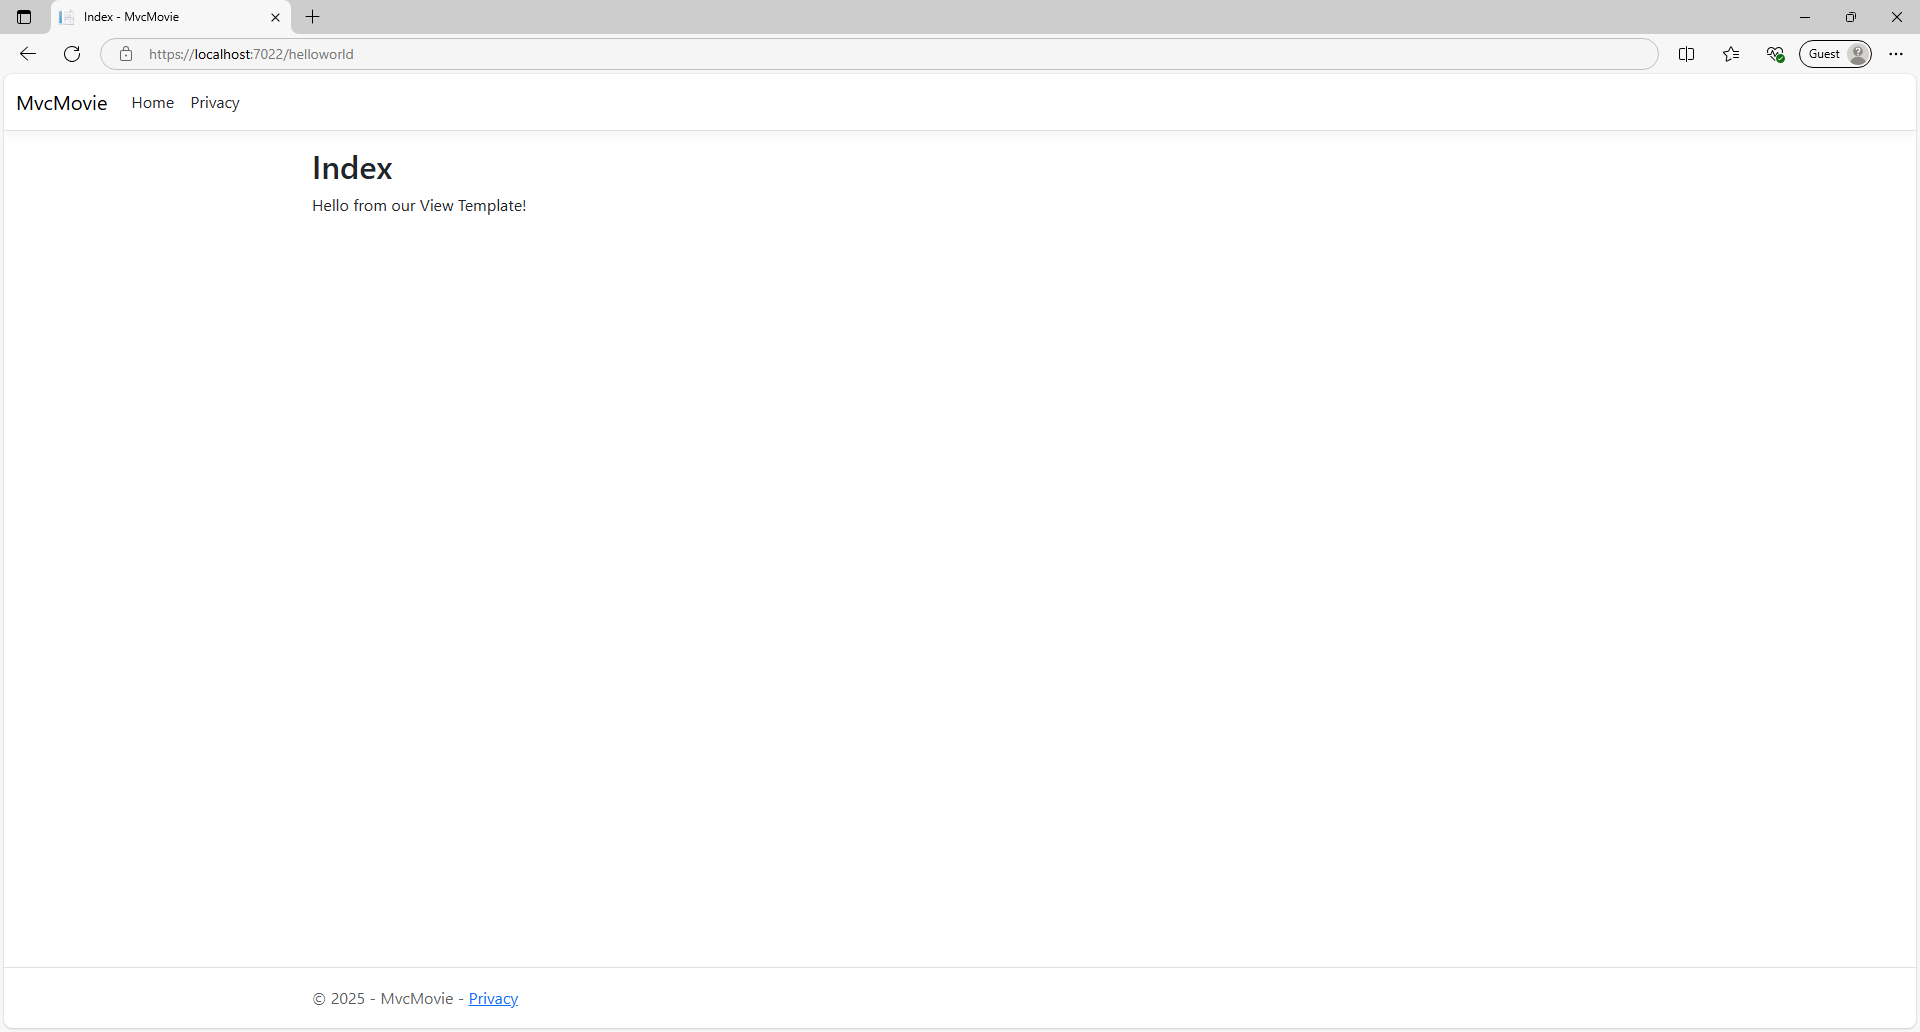 Index - MvcMovie
https://localhost:7022/helloworld
Guest
MvcMovie Home Privacy
Index
Hello from our View Template!
© 2025 - MvcMovie - Privacy